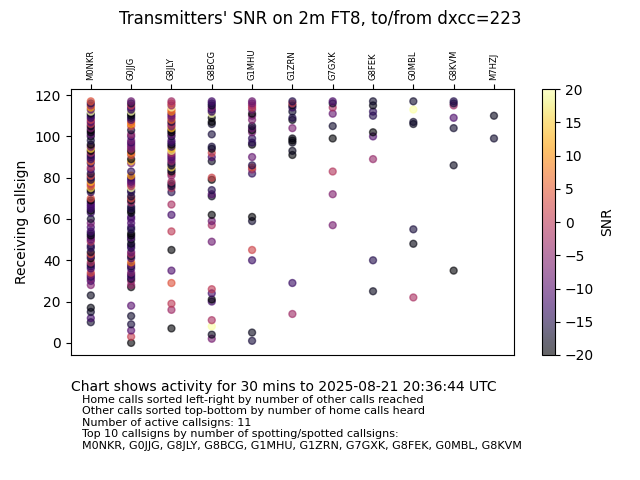 Transmitters' SNR on 2m FT8, to/from dxcc=223
M0NKR G0JJG G8JLY G8BCG G1MHU G1ZRN G7GXK G8FEK G0MBL G8KVM M7HZJ
120
100
80
60
40
20
0
Receiving callsign
20
15
10
5
0
−5
−10
−15
−20
SNR
Chart shows activity for 30 mins to 2025-08-21 20:36:44 UTC
Home calls sorted left-right by number of other calls reached
Other calls sorted top-bottom by number of home calls heard
Number of active callsigns: 11
Top 10 callsigns by number of spotting/spotted callsigns:
M0NKR, G0JJG, G8JLY, G8BCG, G1MHU, G1ZRN, G7GXK, G8FEK, G0MBL, G8KVM